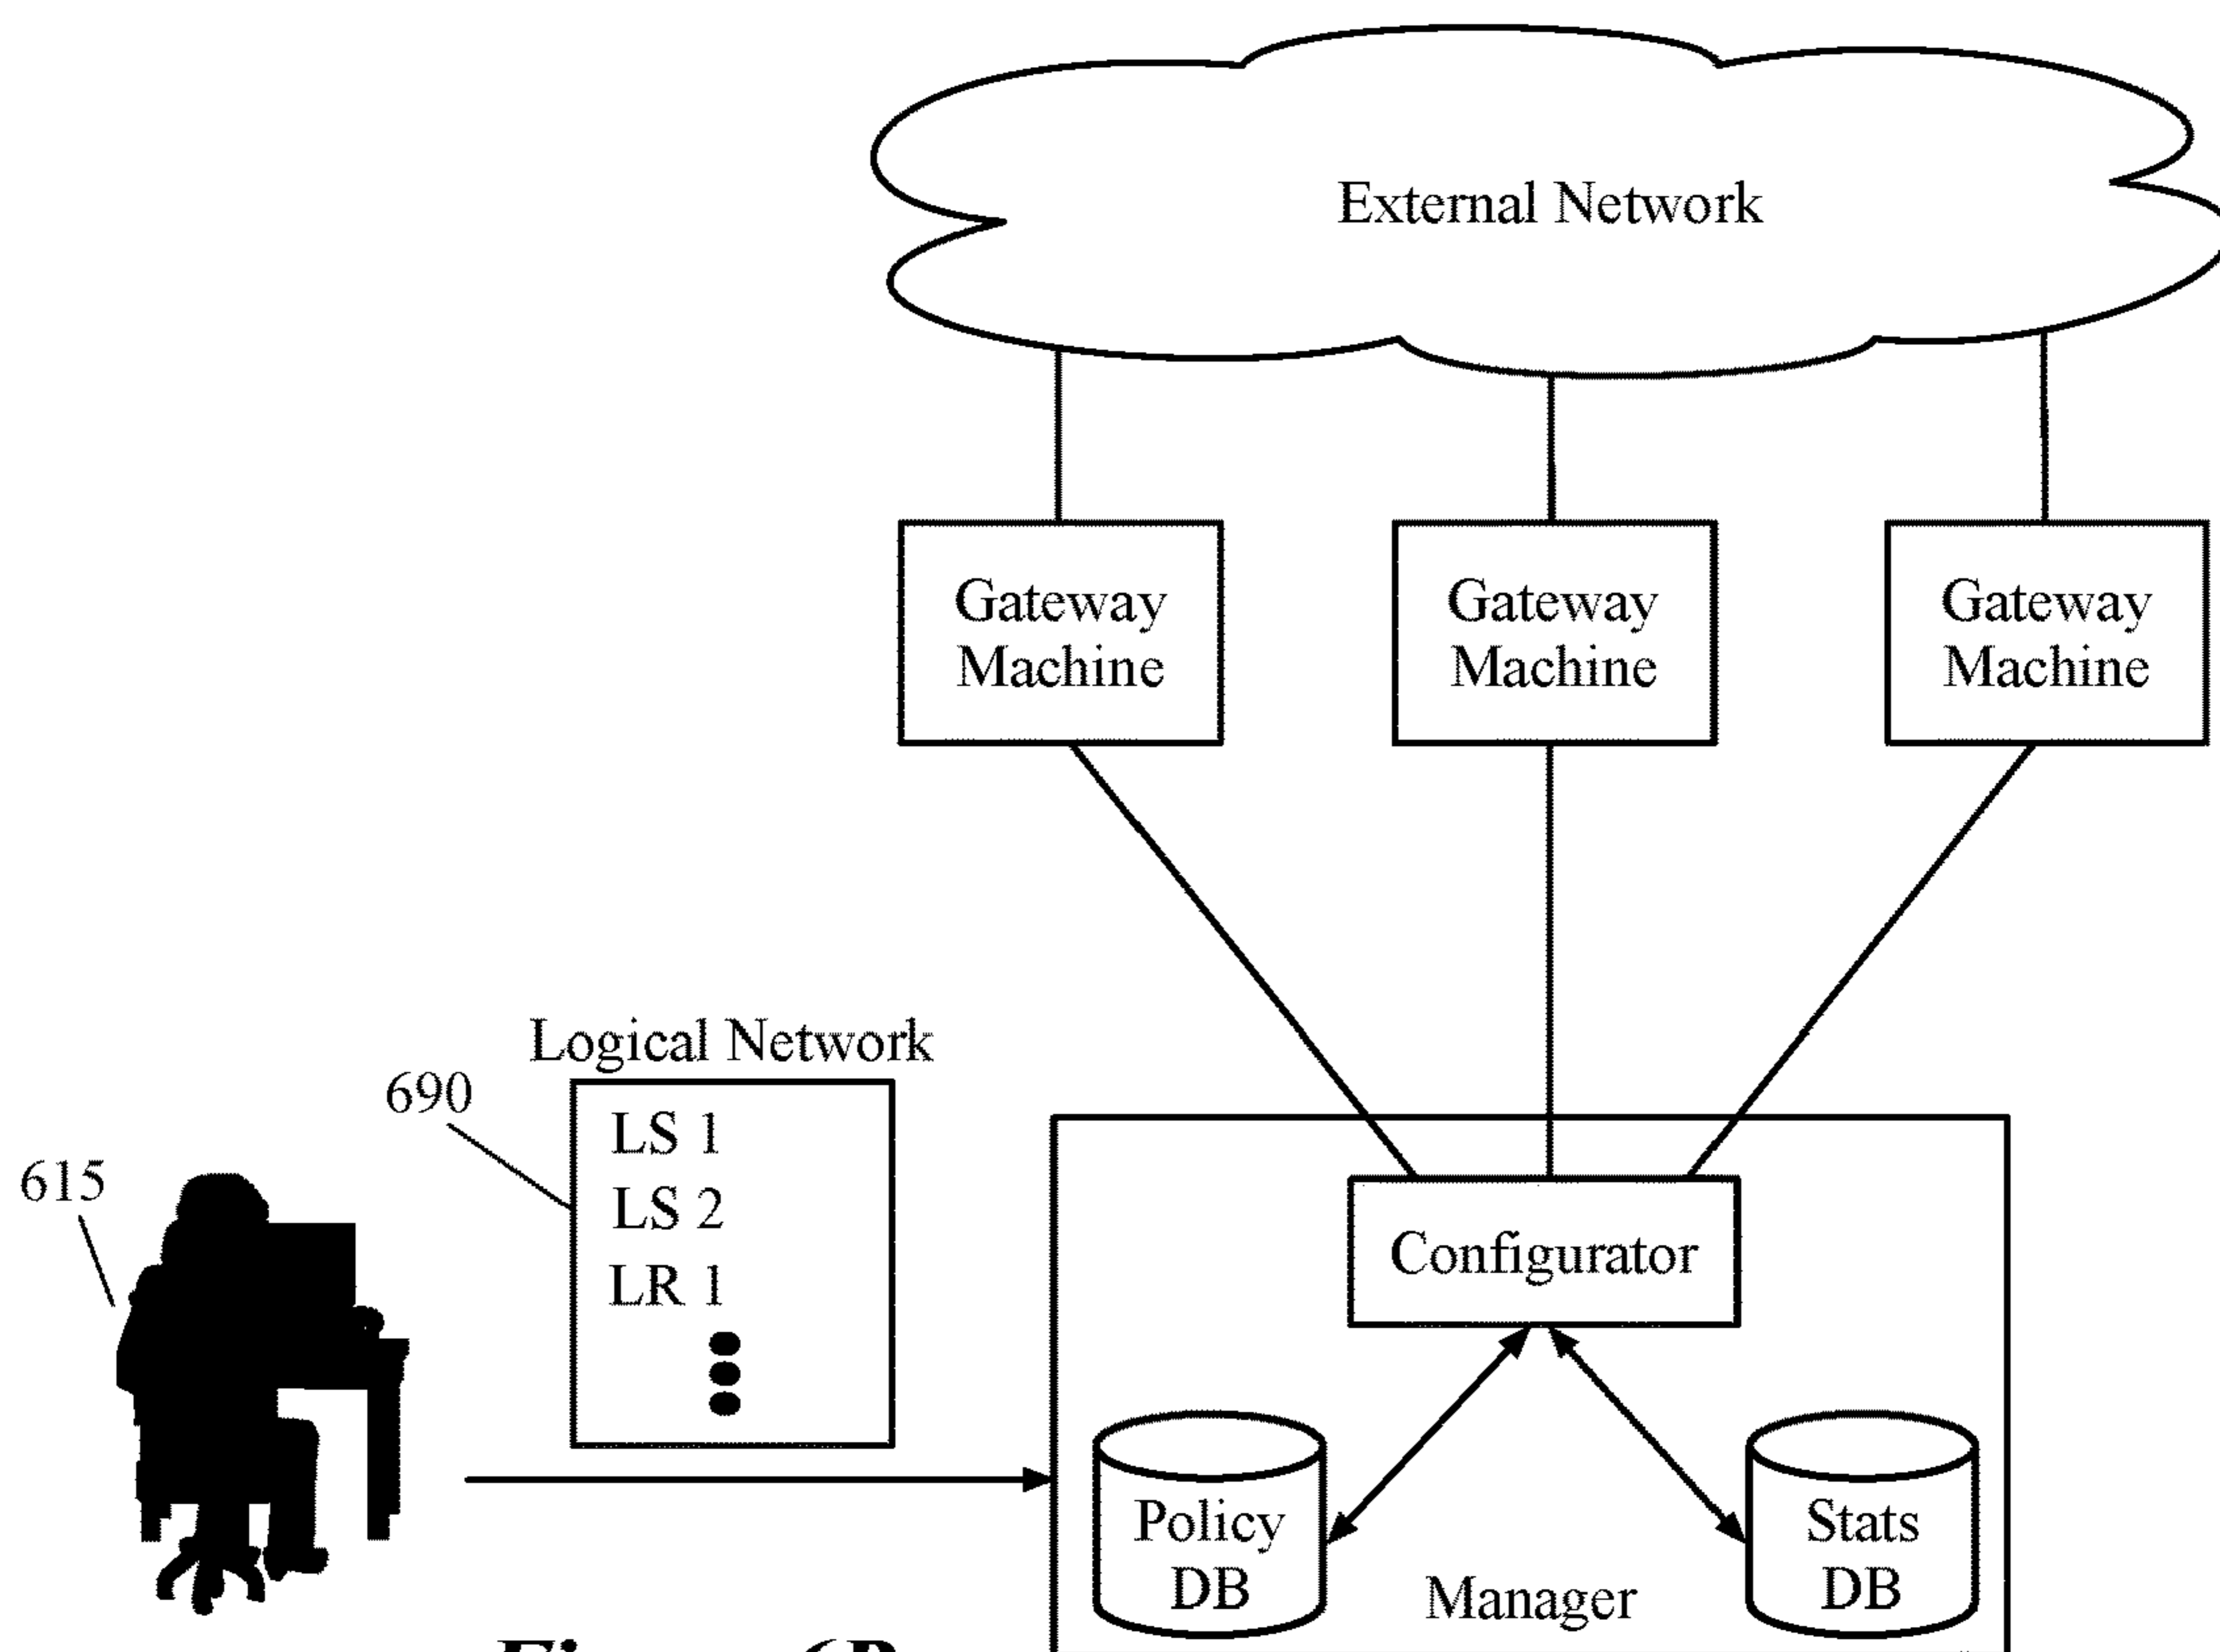 External Network
Gateway
Machine
Gateway
Machine
Gateway
Machine
Logical Network
690
LS 1
LS 2
LR 1
615
Configurator
Policy
DB
Stats
DB
Manager